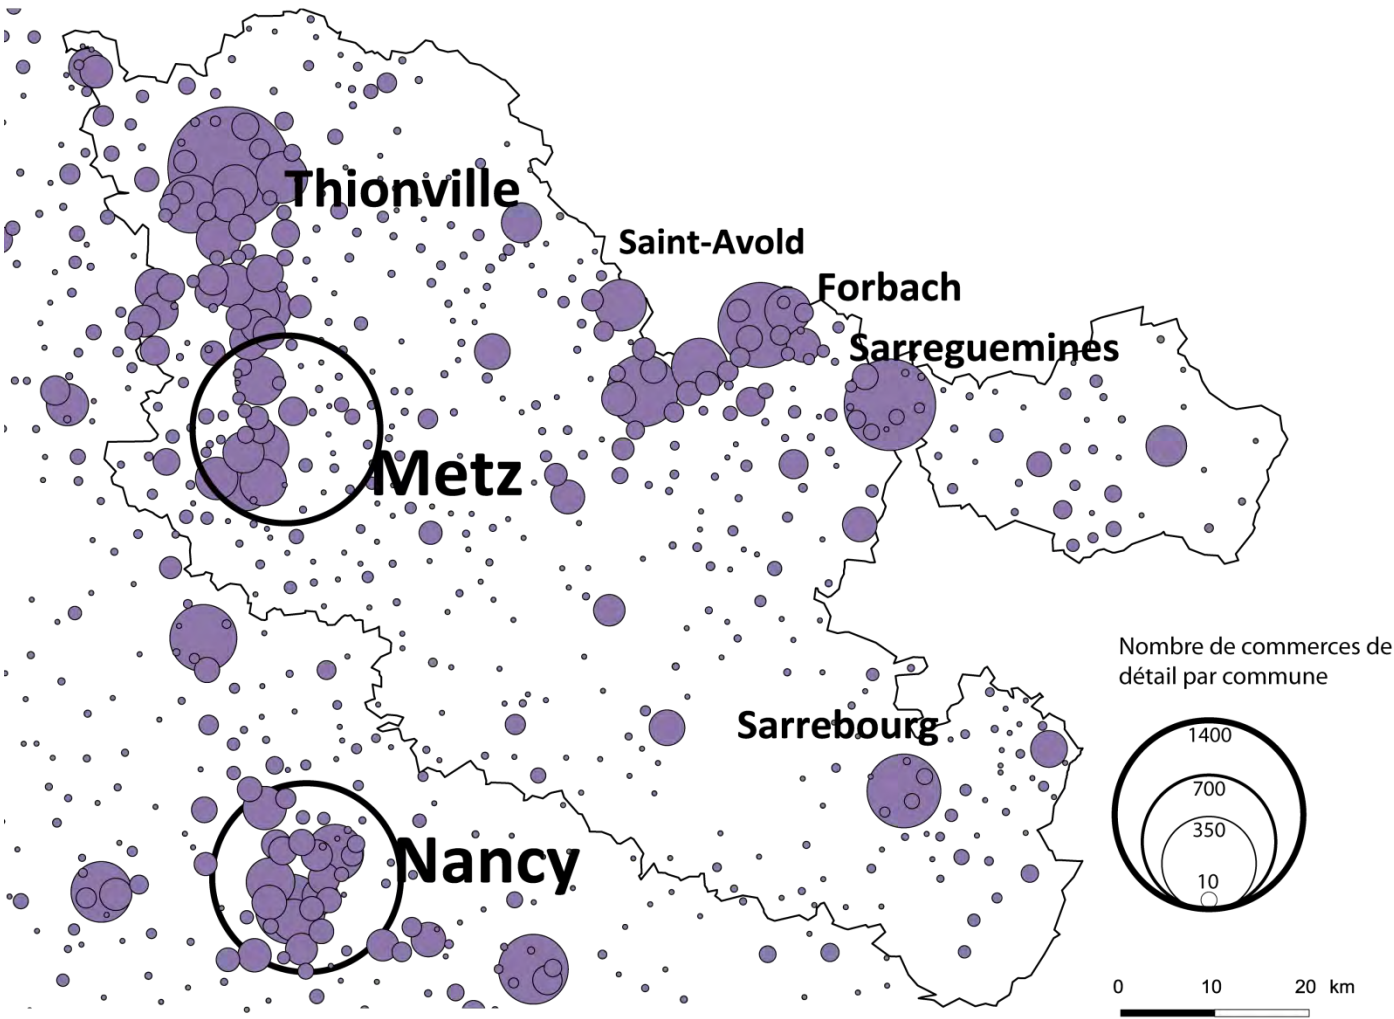 Thionville
Saint-Avold
Forbach
Sarreguemines
Metz
Nombre de commerces de
détail par commune
Sarrebourg
1400
700
350
10
Nancy
0 10 20 km